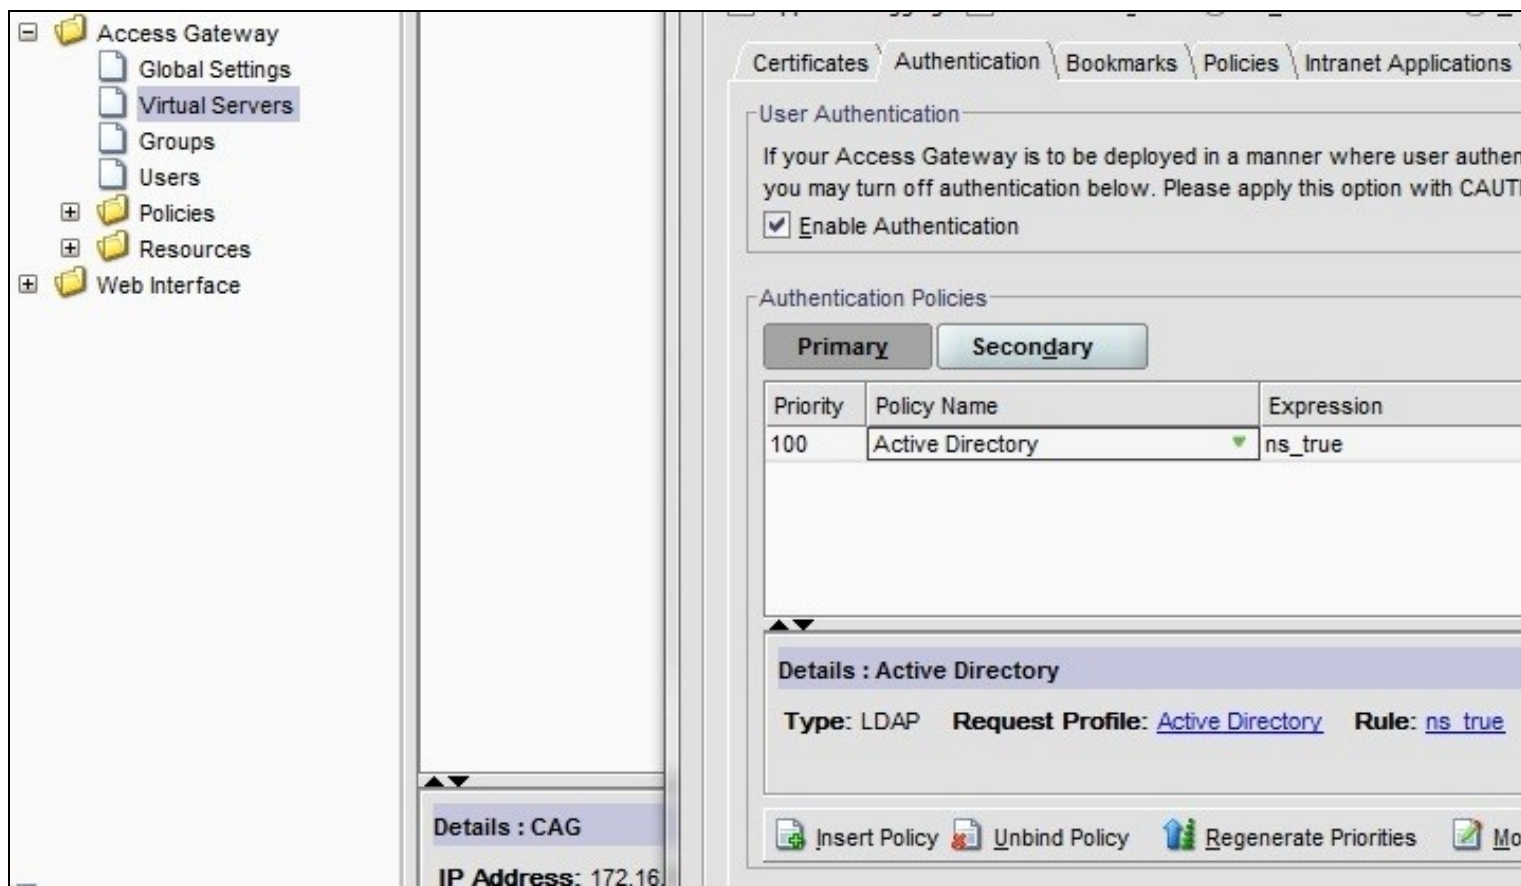 Access Gateway
Global Settings
Virtual Servers
Groups
Users
Policies
Resources
Web Interface
Certificates Authentication Bookmarks Policies Intranet Applications
User Authentication
If your Access Gateway is to be deployed in a manner where user authen
you may turn off authentication below. Please apply this option with CAUTI
Enable Authentication
Authentication Policies
Primary Secondary
Priority Policy Name Expression
100 Active Directory ns_true
Details : Active Directory
Type: LDAP Request Profile: Active Directory Rule: ns_true
Insert Policy Unbind Policy Regenerate Priorities Mo
Details : CAG
IP Address: 172.16.